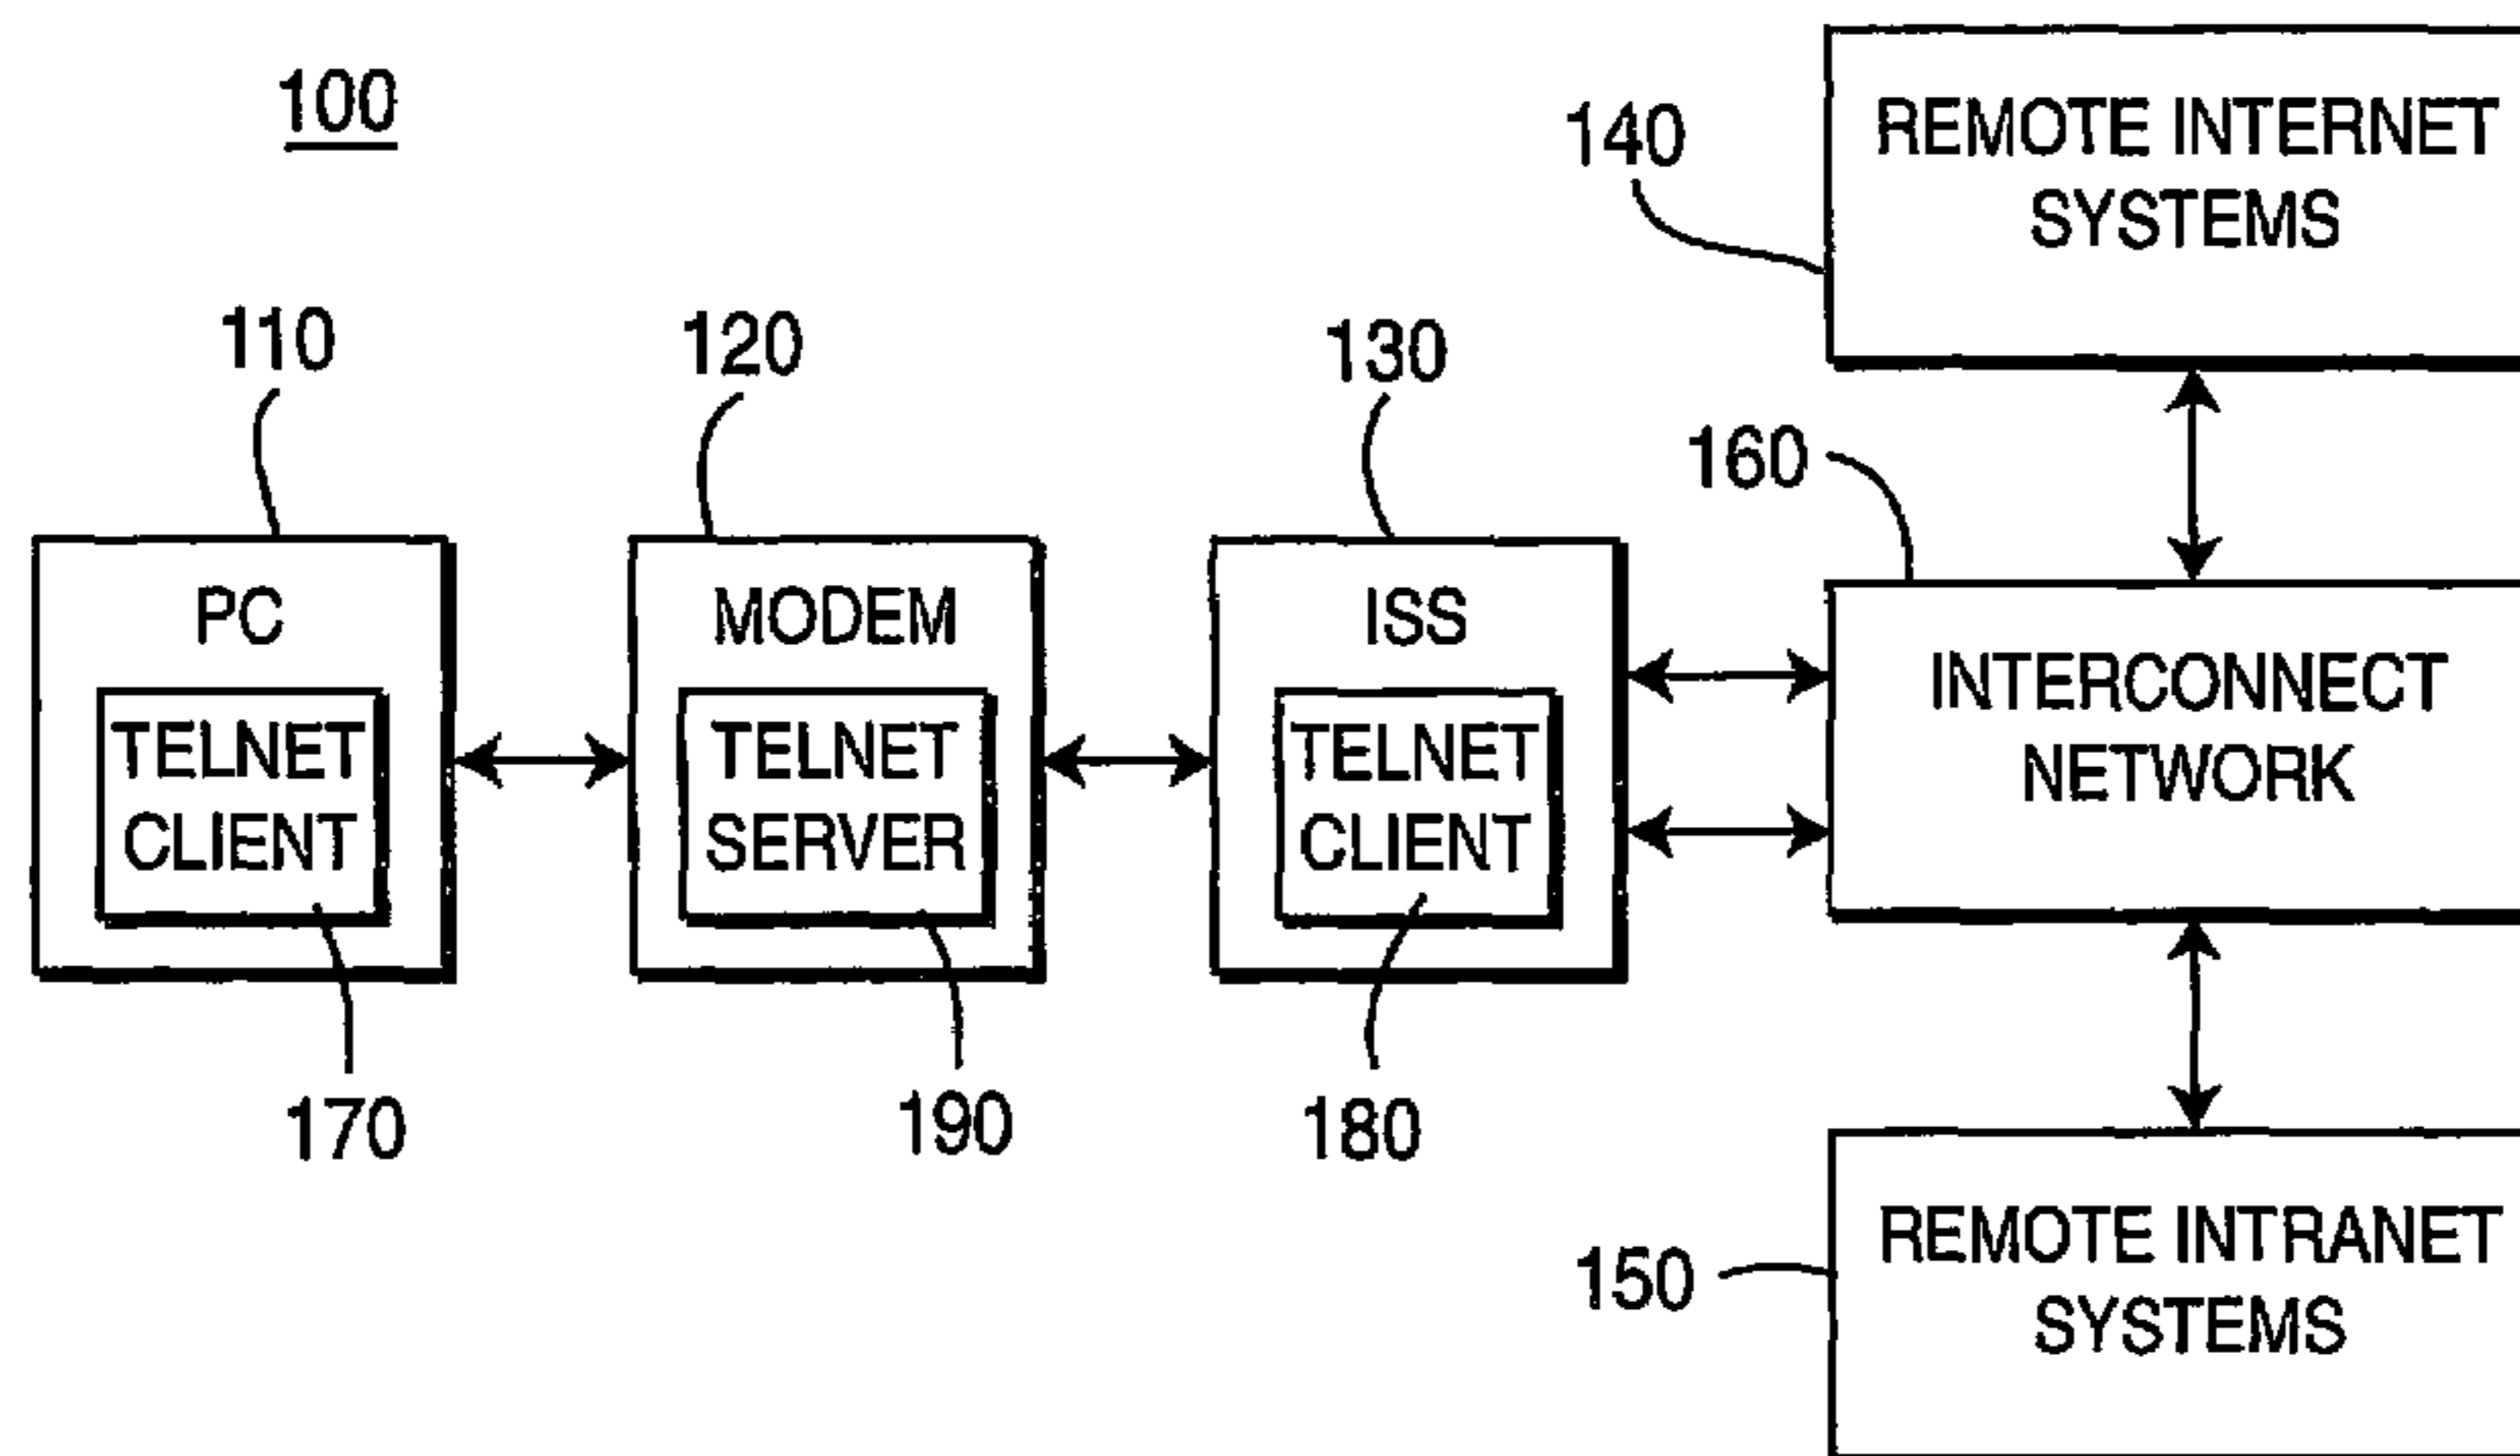 100
140
REMOTE INTERNET
SYSTEMS
110
120
130
160
PC
MODEM
ISS
INTERCONNECT
NETWORK
TELNET
CLIENT
TELNET
SERVER
TELNET
CLIENT
170
190
180
150
REMOTE INTRANET
SYSTEMS